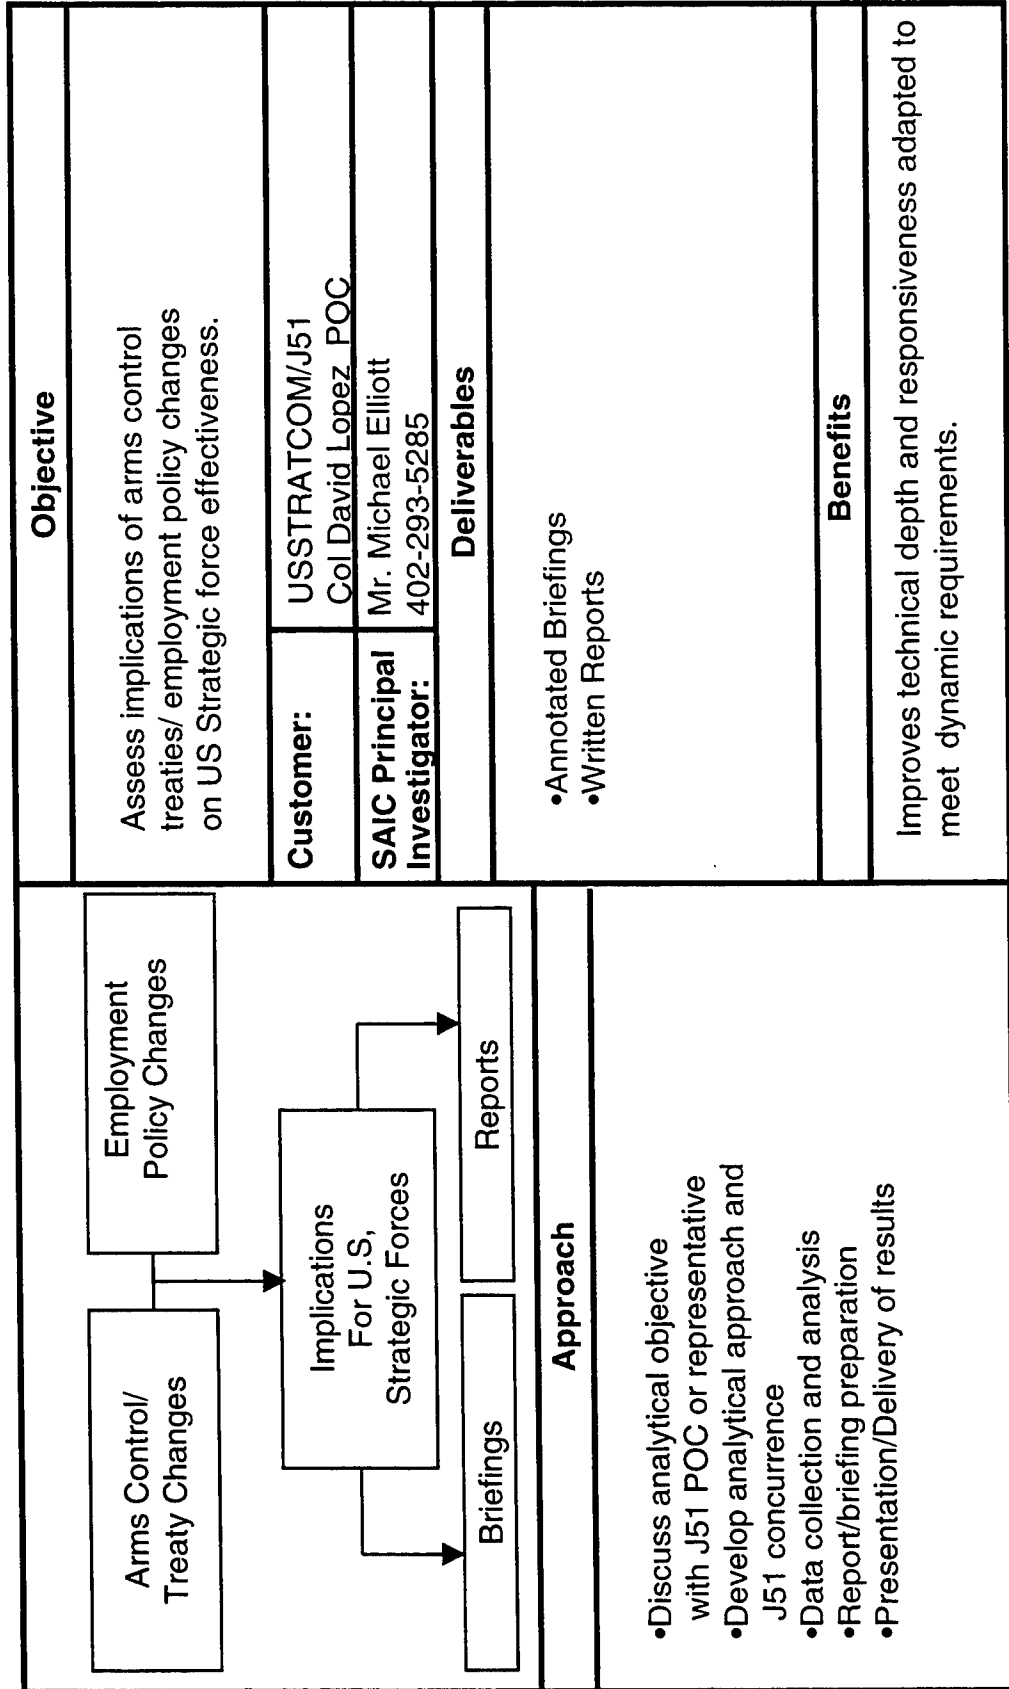 Arms Control/
Treaty Changes
Employment
Policy Changes
Implications
For U.S,
Strategic Forces
Briefings
Reports
Approach
•Discuss analytical objective
with J51 POC or representative
•Develop analytical approach and
J51 concurrence
•Data collection and analysis
•Report/briefing preparation
•Presentation/Delivery of results
Objective
Assess implications of arms control
treaties/ employment policy changes
on US Strategic force effectiveness.
Customer:
USSTRATCOM/J51
Col David Lopez POC
SAIC Principal
Investigator:
Mr. Michael Elliott
402-293-5285
Deliverables
•Annotated Briefings
•Written Reports
Benefits
Improves technical depth and responsiveness adapted to
meet dynamic requirements.